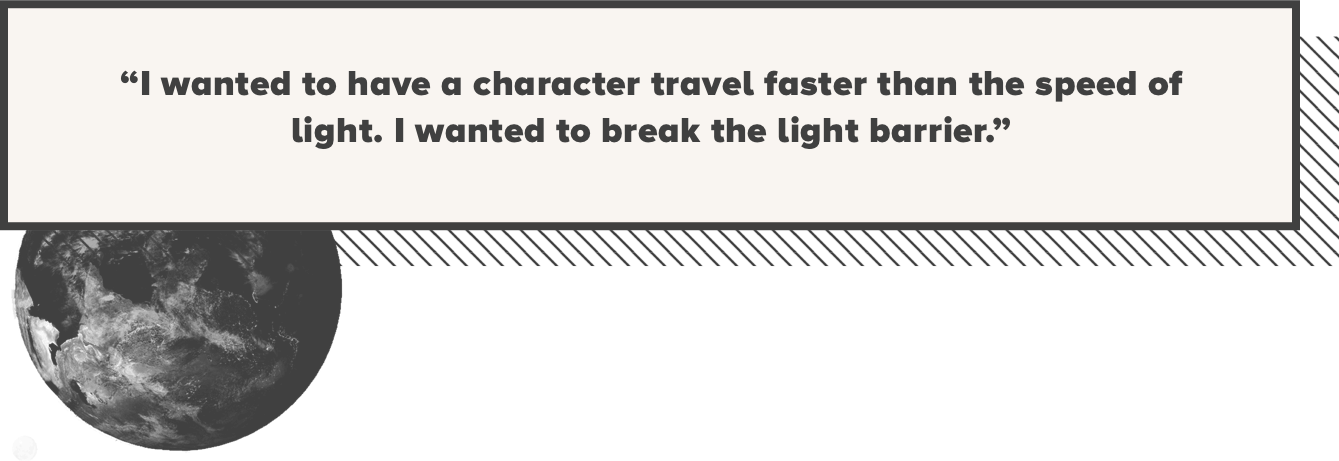 “I wanted to have a character travel faster than the speed of
light. I wanted to break the light barrier.”